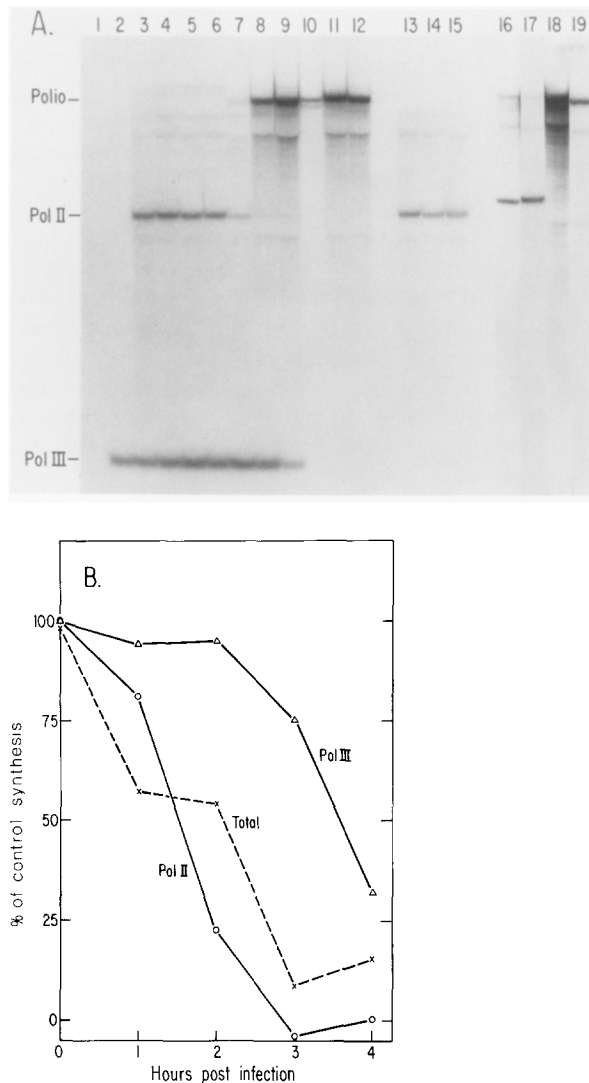 A.
1 2 3 4 5 6 7 8 9 10 11 12 13 14 15 16 17 18 19
Polio
Pol II
Pol III
B.
% of control synthesis
100
75
50
25
0
Pol III
Total
Pol II
0 1 2 3 4
Hours post infection